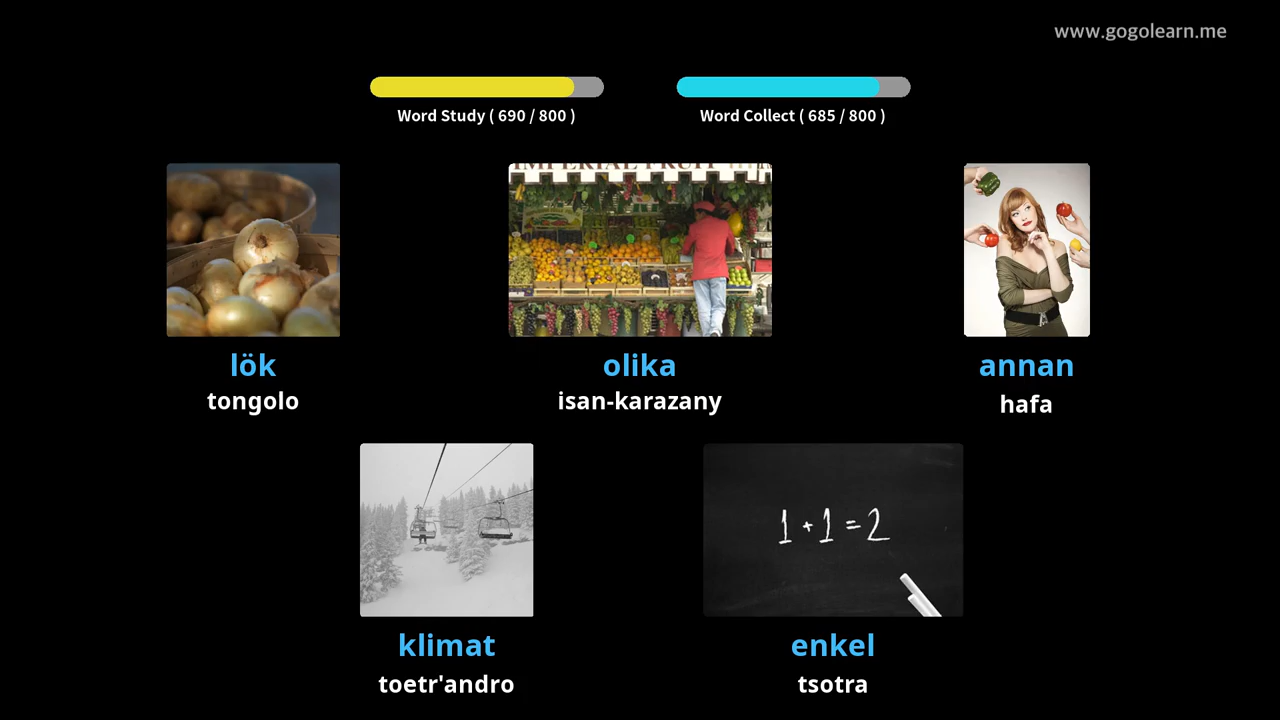 www.gogolearn.me
Word Study ( 690 / 800 )
Word Collect ( 685 / 800 )
lök
tongolo
olika
isan-karazany
annan
hafa
1 + 1 = 2
klimat
toetr'andro
enkel
tsotra